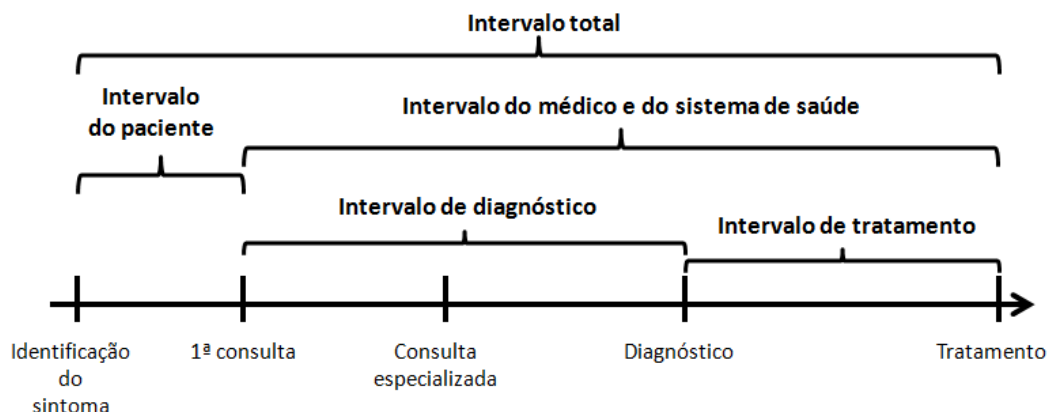 Intervalo total
Intervalo
do paciente
Intervalo do médico e do sistema de saúde
Intervalo de diagnóstico
Intervalo de tratamento
Identificação
do
sintoma
1ª consulta
Consulta
especializada
Diagnóstico
Tratamento